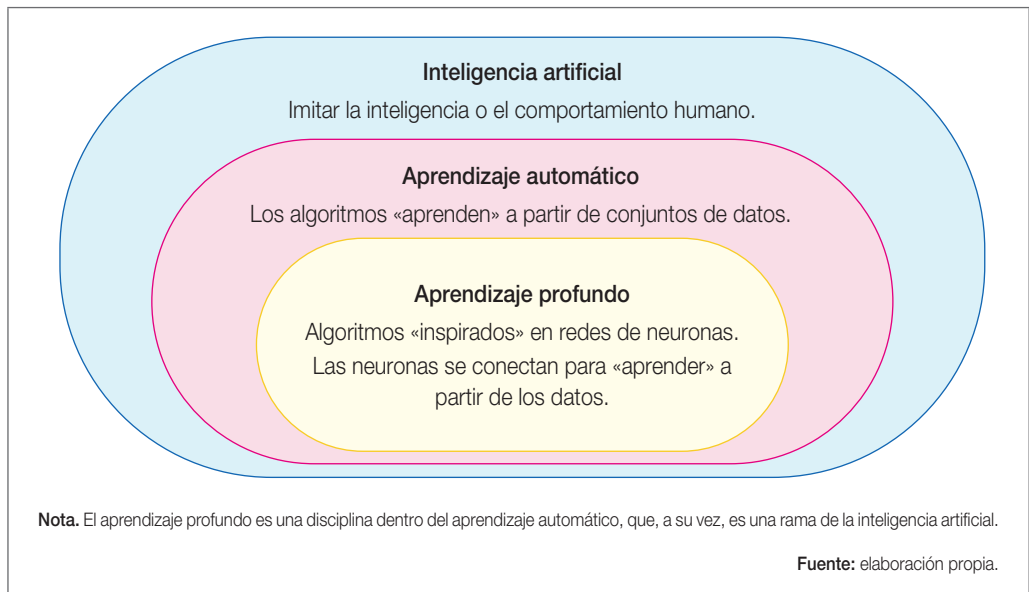 Inteligencia artificial
Imitar la inteligencia o el comportamiento humano.
Aprendizaje automático
Los algoritmos «aprenden» a partir de conjuntos de datos.
Aprendizaje profundo
Algoritmos «inspirados» en redes de neuronas.
Las neuronas se conectan para «aprender» a
partir de los datos.
Nota. El aprendizaje profundo es una disciplina dentro del aprendizaje automático, que, a su vez, es una rama de la inteligencia artificial.
Fuente: elaboración propia.